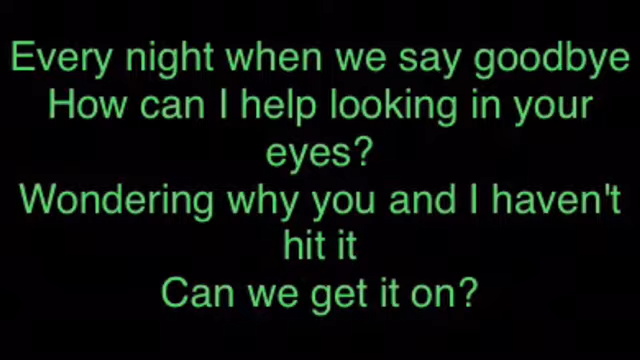 Every night when we say goodbye
How can I help looking in your
eyes?
Wondering why you and I haven't
hit it
Can we get it on?